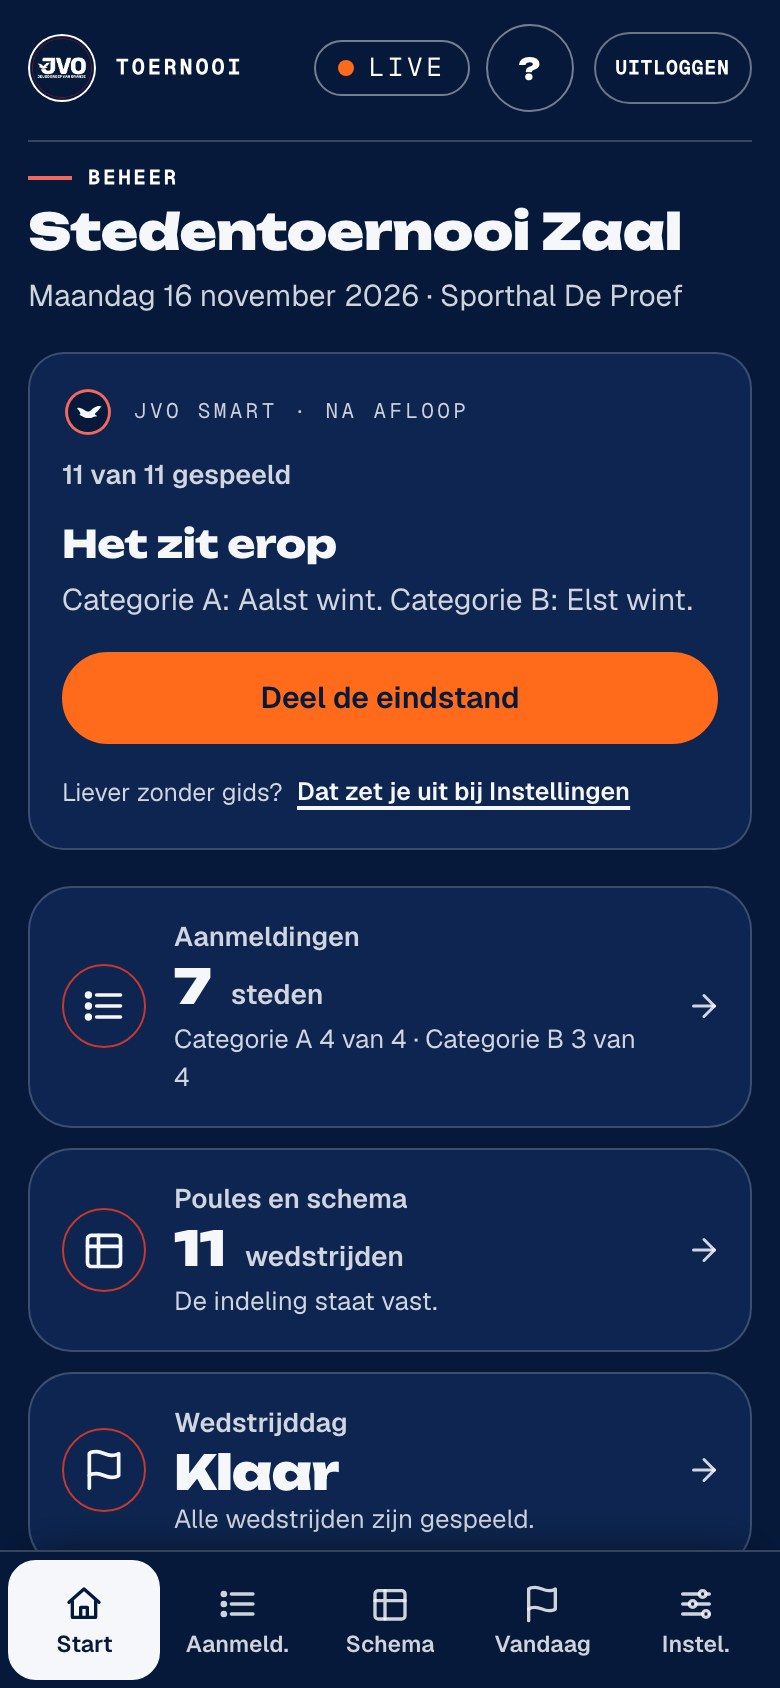 JVO
TOERNOOI
LIVE
?
UITLOGGEN
BEHEER
Stedentoernooi Zaal
Maandag 16 november 2026 · Sporthal De Proef
JVO SMART · NA AFLOOP
11 van 11 gespeeld
Het zit erop
Categorie A: Aalst wint. Categorie B: Elst wint.
Deel de eindstand
Liever zonder gids? Dat zet je uit bij Instellingen
Aanmeldingen
7 steden
Categorie A 4 van 4 · Categorie B 3 van
4
Poules en schema
11 wedstrijden
De indeling staat vast.
Wedstrijddag
Klaar
Alle wedstrijden zijn gespeeld.
Start
Aanmeld.
Schema
Vandaag
Instel.